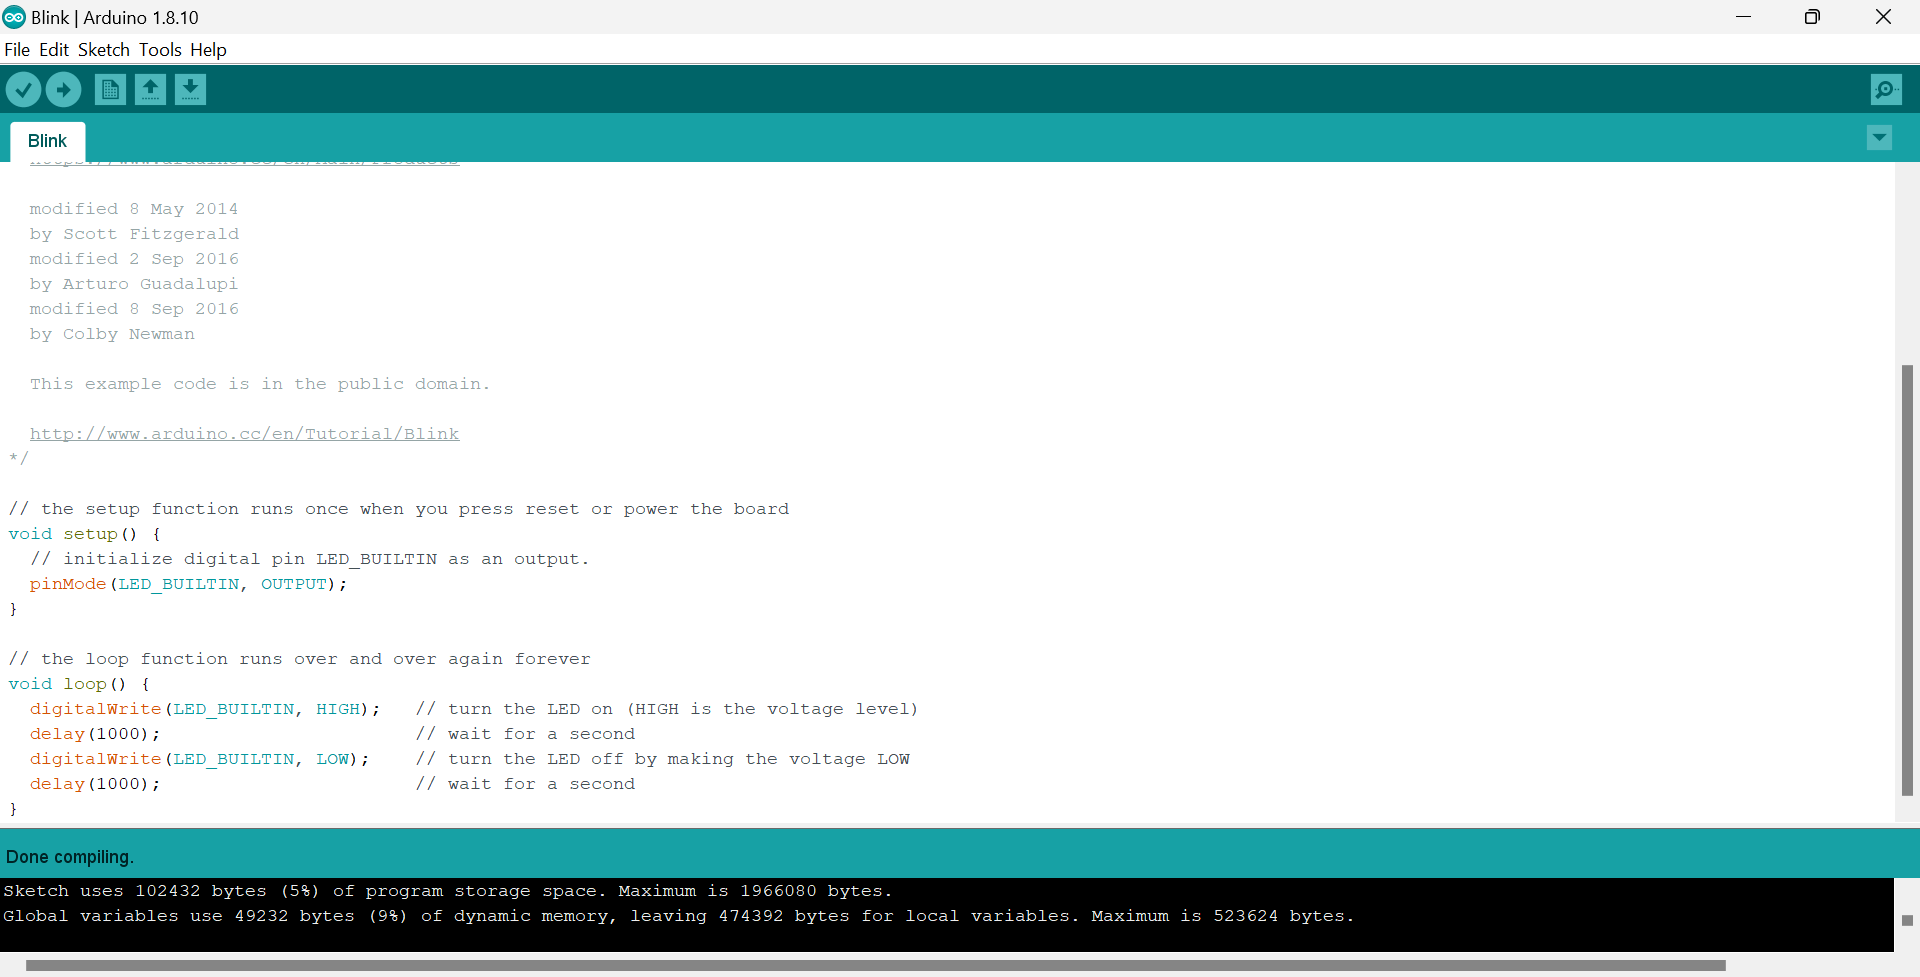 Blink | Arduino 1.8.10
File Edit Sketch Tools Help
Blink
modified 8 May 2014
by Scott Fitzgerald
modified 2 Sep 2016
by Arturo Guadalupi
modified 8 Sep 2016
by Colby Newman
This example code is in the public domain.
http://www.arduino.cc/en/Tutorial/Blink
*/
// the setup function runs once when you press reset or power the board
void setup() {
  // initialize digital pin LED_BUILTIN as an output.
  pinMode(LED_BUILTIN, OUTPUT);
}
// the loop function runs over and over again forever
void loop() {
  digitalWrite(LED_BUILTIN, HIGH);   // turn the LED on (HIGH is the voltage level)
  delay(1000);                       // wait for a second
  digitalWrite(LED_BUILTIN, LOW);    // turn the LED off by making the voltage LOW
  delay(1000);                       // wait for a second
}
Done compiling.
Sketch uses 102432 bytes (5%) of program storage space. Maximum is 1966080 bytes.
Global variables use 49232 bytes (9%) of dynamic memory, leaving 474392 bytes for local variables. Maximum is 523624 bytes.